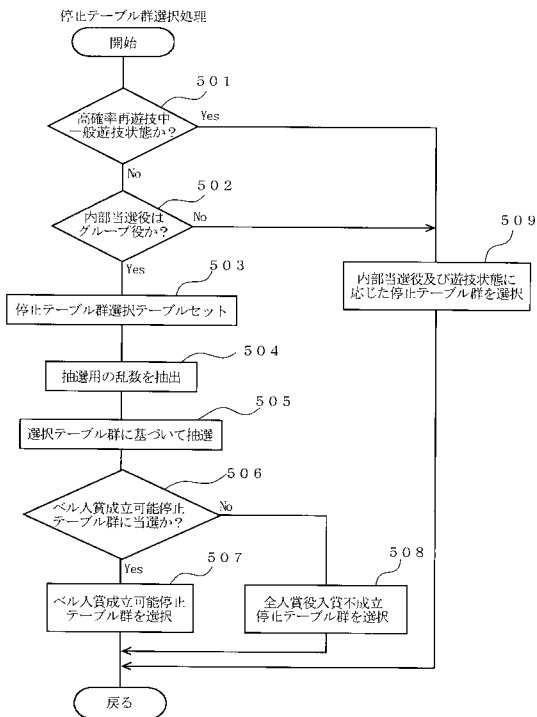 停止テーブル群選択処理
開始
501
高確率再遊技中
一般遊技状態か？
Yes
No
502
内部当選役は
グループ役か？
No
Yes
509
内部当選役及び遊技状態に
応じた停止テーブル群を選択
503
停止テーブル群選択テーブルセット
504
抽選用の乱数を抽出
505
選択テーブル群に基づいて抽選
506
ベル入賞成立可能停止
テーブル群に当選か？
No
Yes
507
ベル入賞成立可能停止
テーブル群を選択
508
全入賞役入賞不成立
停止テーブル群を選択
戻る